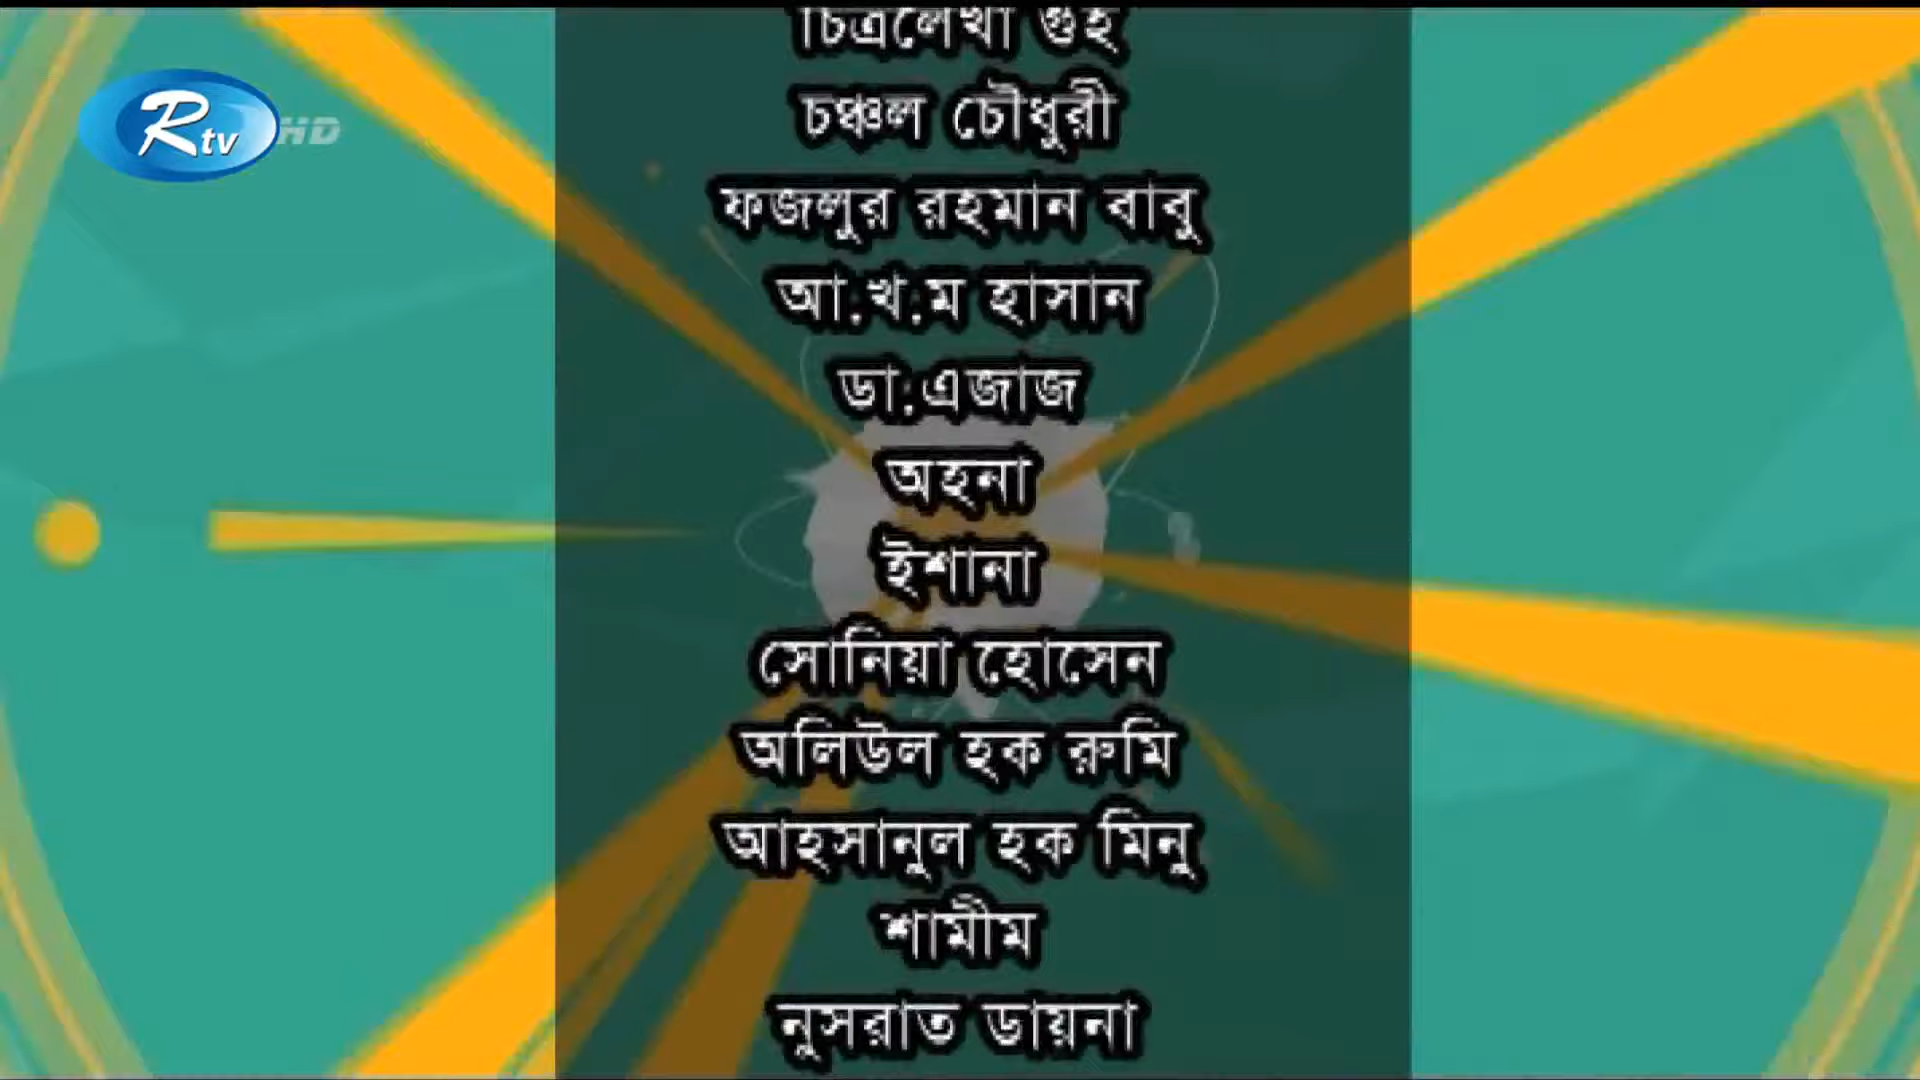 চিত্রলেখা গুহ
চঞ্চল চৌধুরী
Rtv HD
ফজলুর রহমান বাবু
আ.খ.ম হাসান
ডা.এজাজ
অহনা
ইশানা
সোনিয়া হোসেন
অলিউল হক রুমি
আহসানুল হক মিনু
শামীম
নুসরাত ডায়না